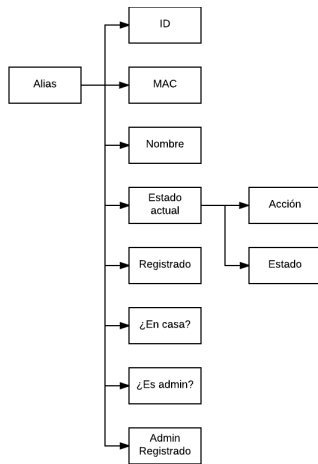 ID
Alias
MAC
Nombre
Estado
actual
Acción
Registrado
Estado
¿En casa?
¿Es admin?
Admin
Registrado